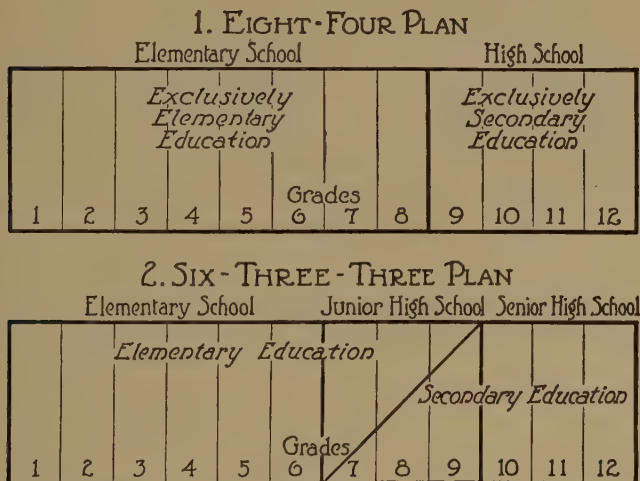 1. EIGHT-FOUR PLAN
Elementary School High School
Exclusively Elementary Education
Exclusively Secondary Education
Grades
1 2 3 4 5 6 7 8 9 10 11 12
2. SIX-THREE-THREE PLAN
Elementary School Junior High School Senior High School
Elementary Education
Secondary Education
Grades
1 2 3 4 5 6 7 8 9 10 11 12